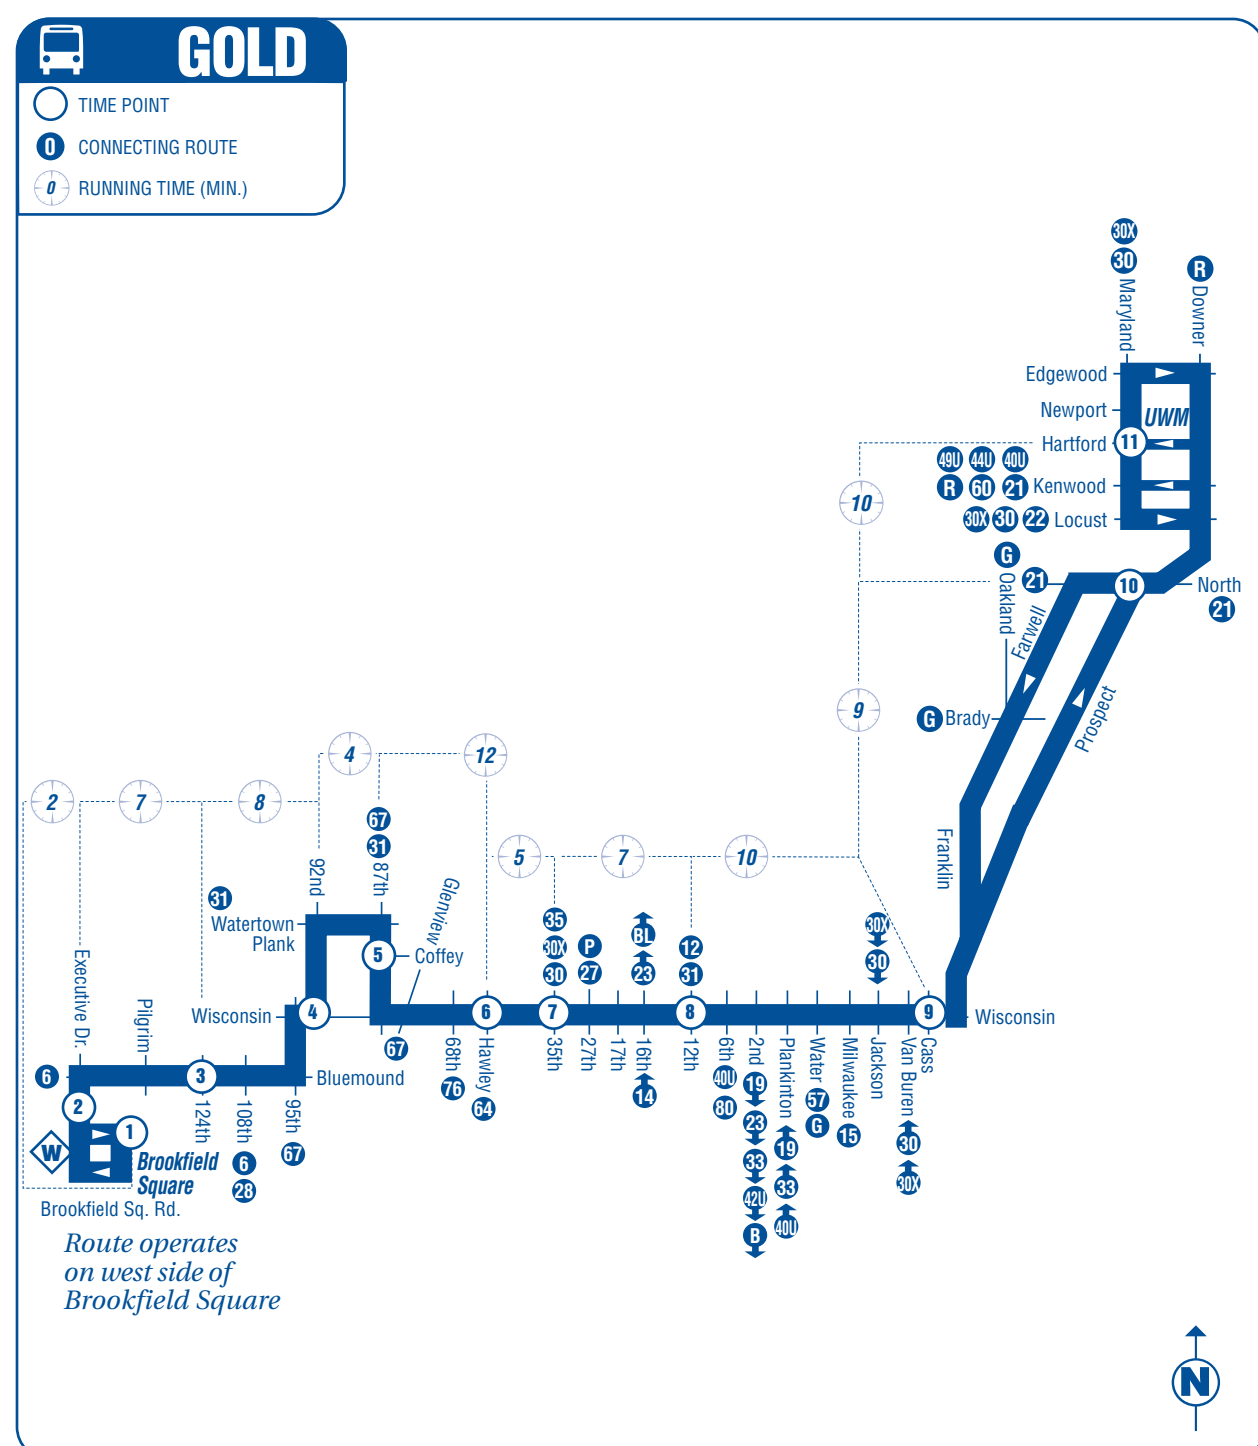 GOLD
TIME POINT
0 CONNECTING ROUTE
0 RUNNING TIME (MIN.)
30X
30
Maryland
R
Downer
Edgewood
Newport
UWM
Hartford
11
49U 44U 40U
R 60 21 Kenwood
30X 30 22 Locust
10
G
Oakland
21
10
North
21
Farwell
9
G Brady
Prospect
2
7
8
4
12
67
31
87th
92nd
5
7
10
Franklin
31
Watertown
Plank
Glenview
5
Coffey
35
30X
30
P
27
BL
23
12
31
30X
30
Executive Dr.
Pilgrim
Wisconsin
4
6
7
8
9
Wisconsin
67
68th
76
Hawley
64
35th
27th
17th
16th
14
12th
6th
40U
80
2nd
19
23
33
42U
B
Plankinton
19
33
40U
Water
57
G
Milwaukee
15
Jackson
Van Buren
30
30X
Cass
6
3
Bluemound
2
124th
108th
6
28
95th
67
W
1
Brookfield
Square
Brookfield Sq. Rd.
Route operates
on west side of
Brookfield Square
N